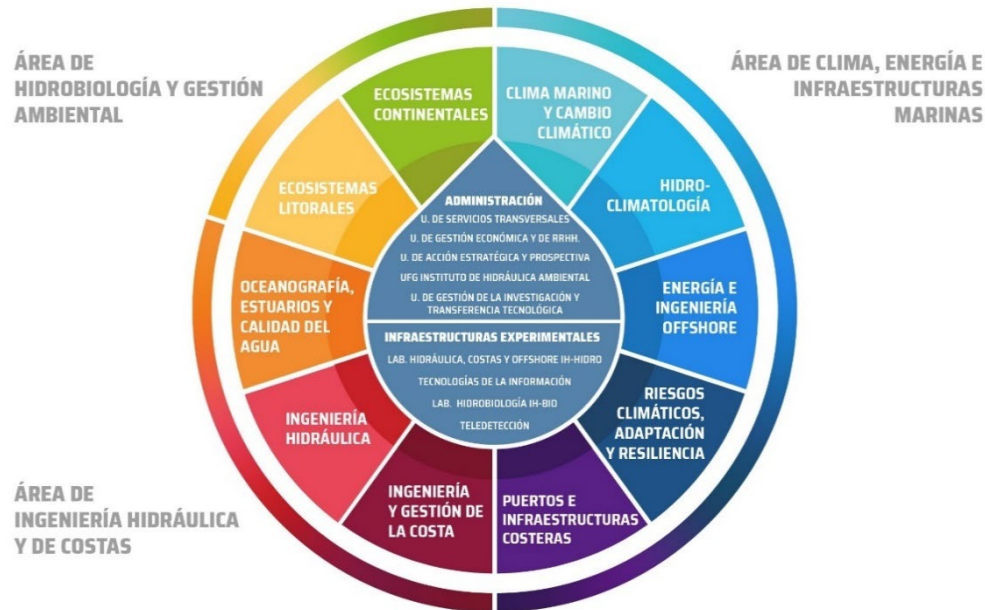 ÁREA DE
HIDROBIOLOGÍA Y GESTIÓN
AMBIENTAL
ÁREA DE CLIMA, ENERGÍA E
INFRAESTRUCTURAS
MARINAS
ECOSISTEMAS
CONTINENTALES
CLIMA MARINO
Y CAMBIO
CLIMÁTICO
ECOSISTEMAS
LITORALES
HIDRO-
CLIMATOLOGÍA
OCEANOGRAFÍA,
ESTUARIOS Y
CALIDAD DEL
AGUA
ENERGÍA E
INGENIERÍA
OFFSHORE
INGENIERÍA
HIDRÁULICA
RIESGOS
CLIMÁTICOS,
ADAPTACIÓN
Y RESILIENCIA
INGENIERÍA
Y GESTIÓN DE
LA COSTA
PUERTOS E
INFRAESTRUCTURAS
COSTERAS
ADMINISTRACIÓN
U. DE SERVICIOS TRANSVERSALES
U. DE GESTIÓN ECONÓMICA Y DE RRHH.
U. DE ACCIÓN ESTRATÉGICA Y PROSPECTIVA
UFG INSTITUTO DE HIDRÁULICA AMBIENTAL
U. DE GESTIÓN DE LA INVESTIGACIÓN Y
TRANSFERENCIA TECNOLÓGICA
INFRAESTRUCTURAS EXPERIMENTALES
LAB. HIDRÁULICA, COSTAS Y OFFSHORE IH-HIDRO
TECNOLOGÍAS DE LA INFORMACIÓN
LAB. HIDROBIOLOGÍA IH-BIO
TELEDETECCIÓN
ÁREA DE
INGENIERÍA HIDRÁULICA
Y DE COSTAS